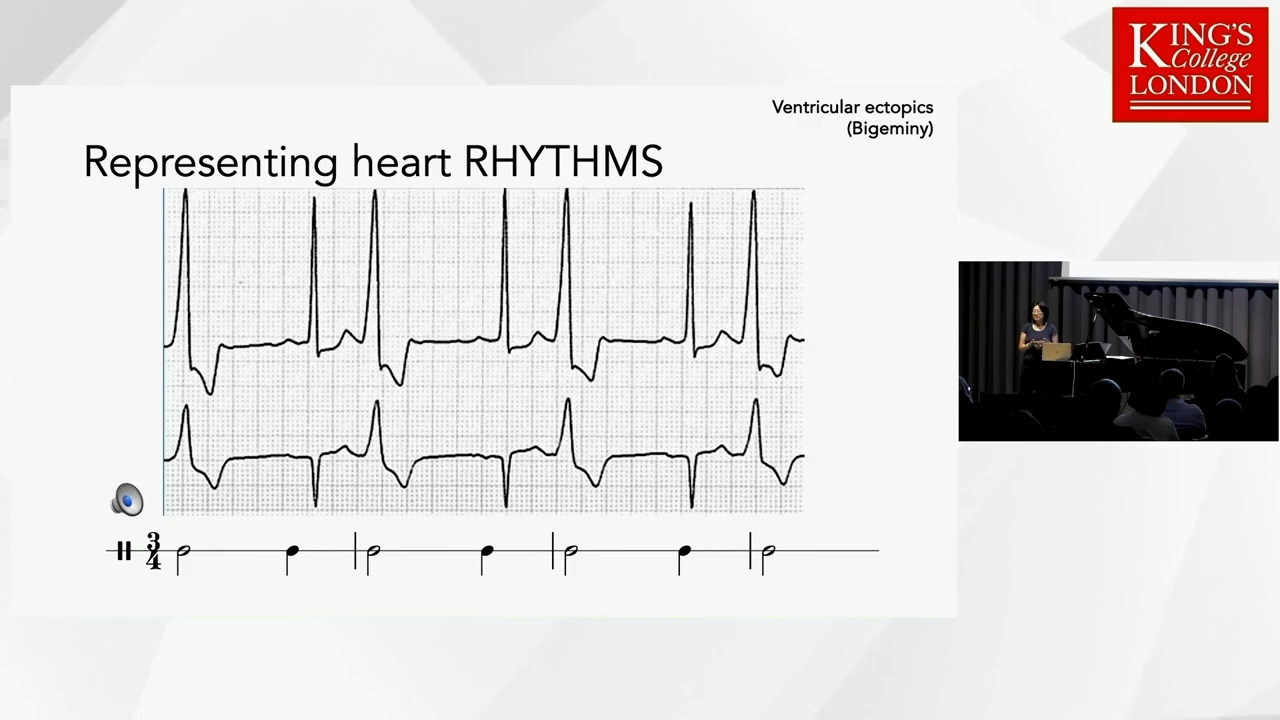 KING'S
College
LONDON
Ventricular ectopics
(Bigeminy)
Representing heart RHYTHMS
3
4